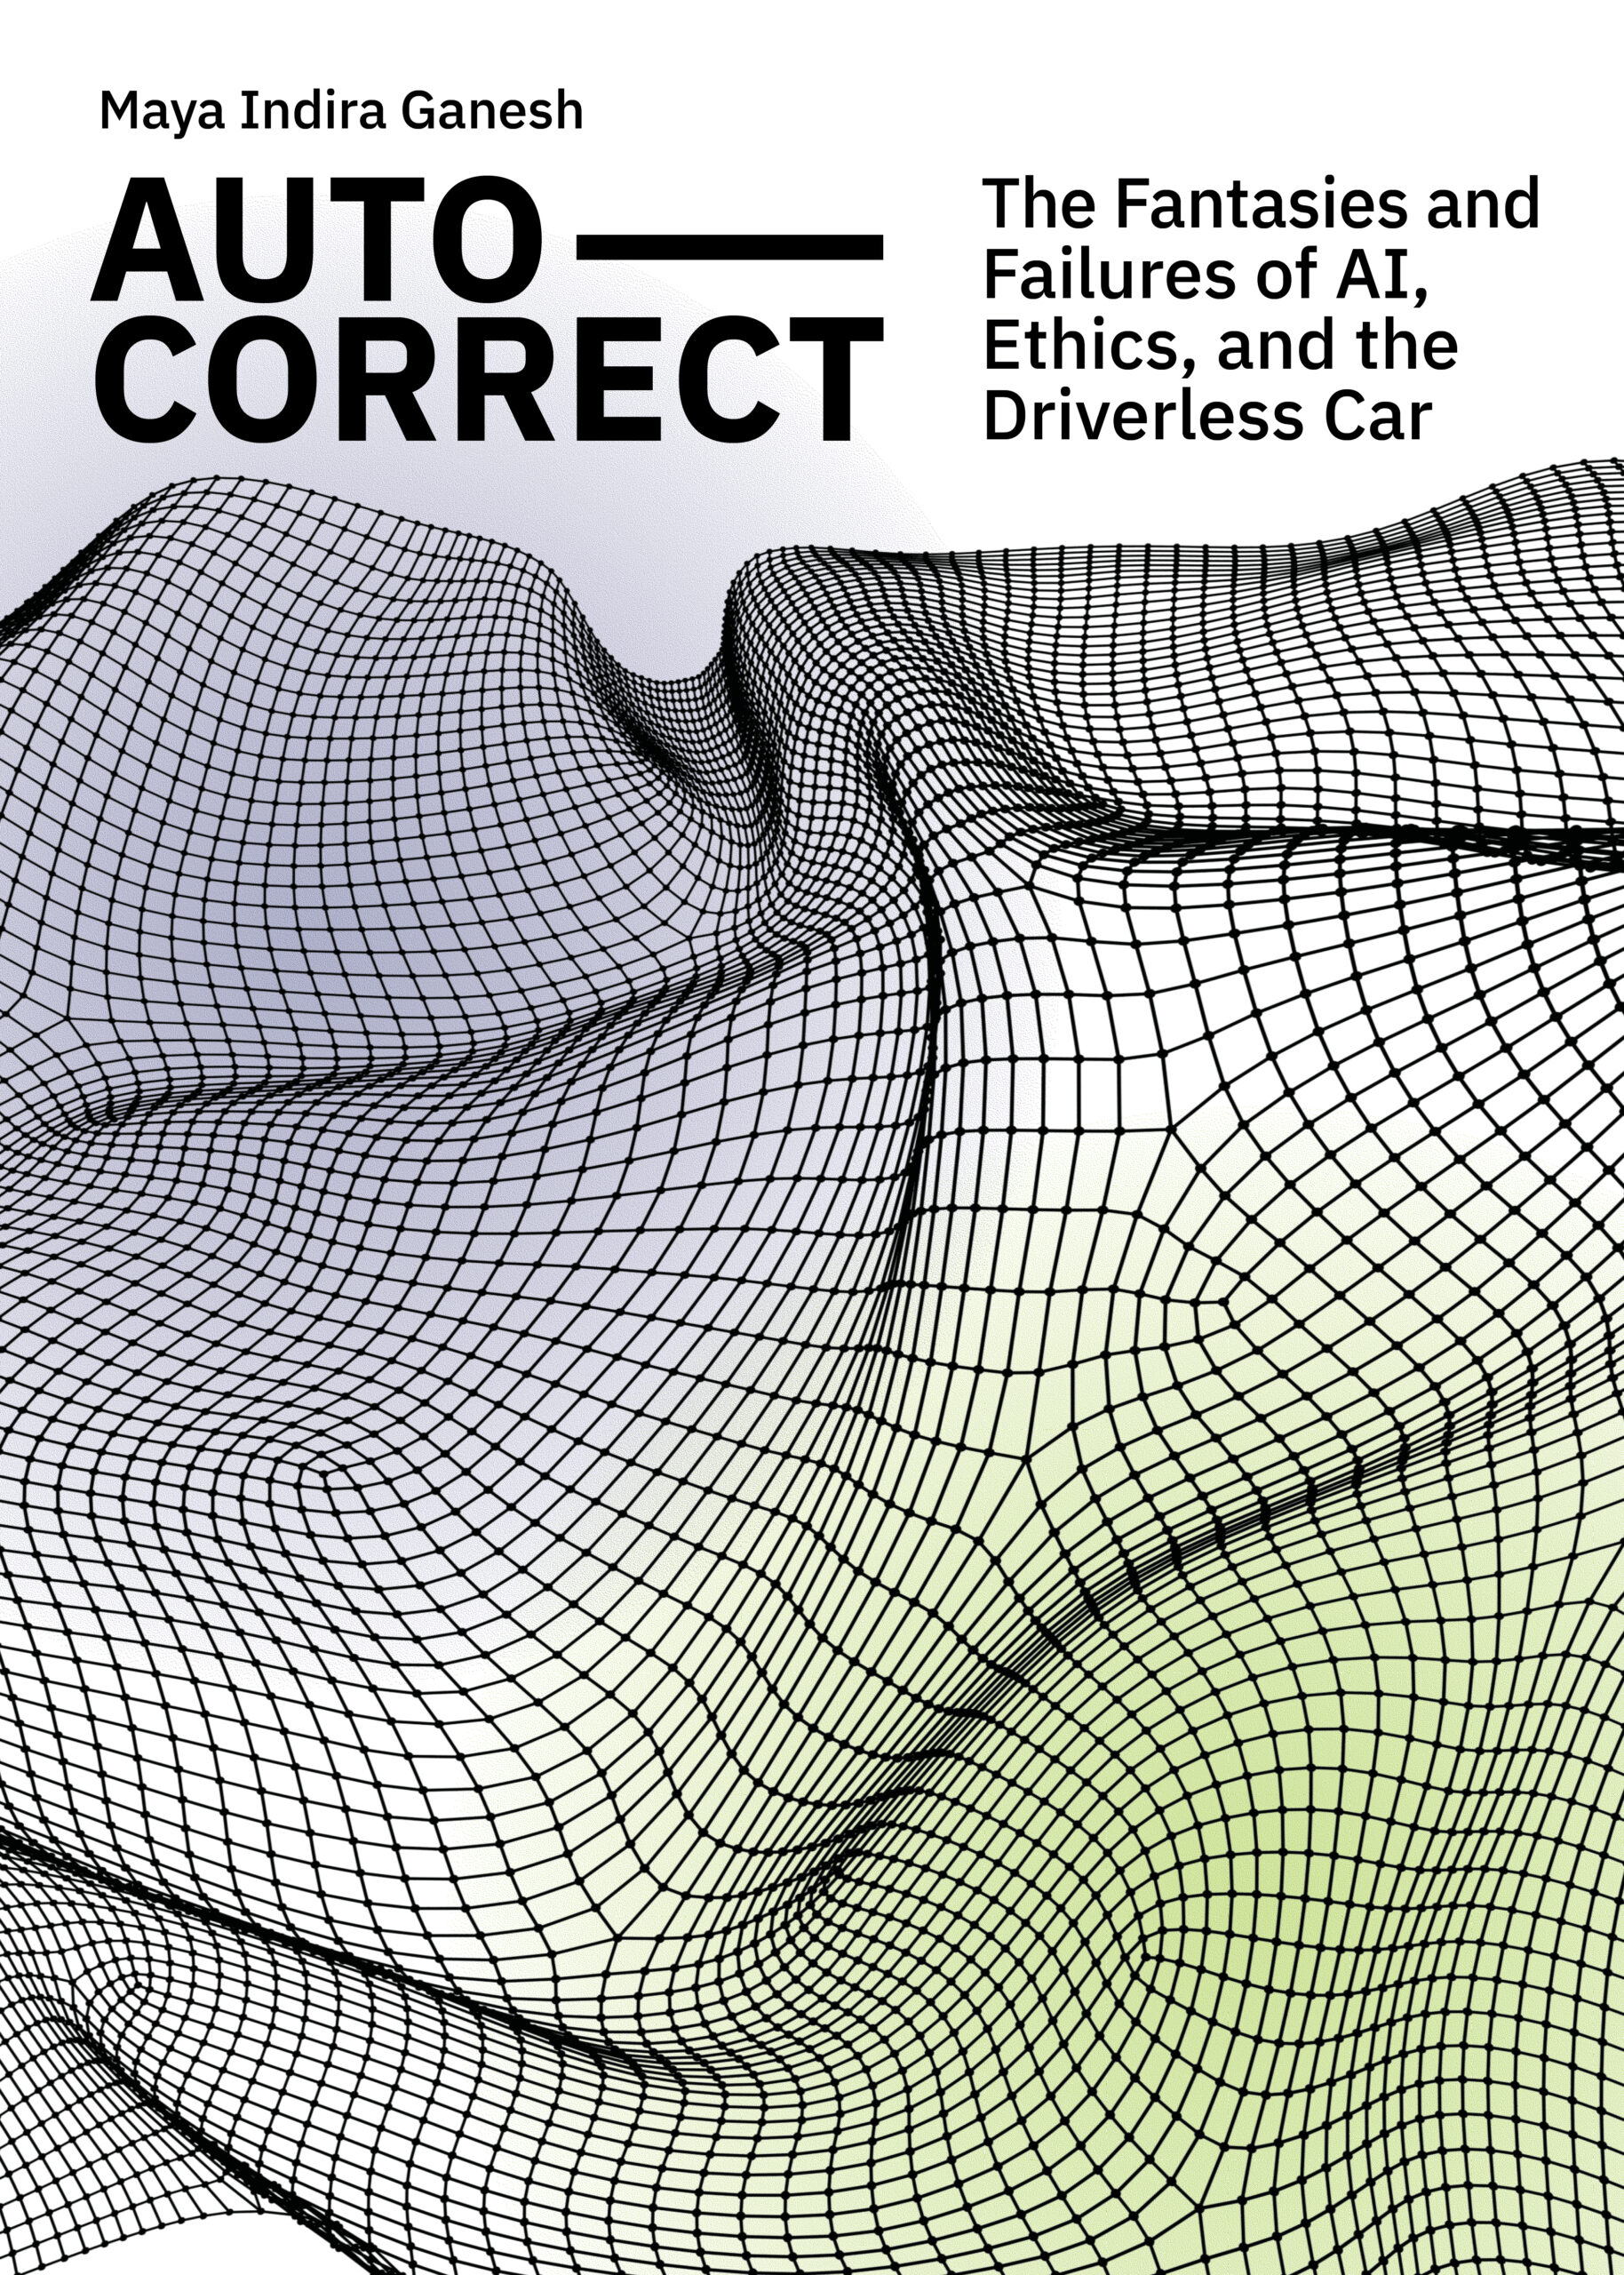 Maya Indira Ganesh
AUTO—
CORRECT
The Fantasies and
Failures of AI,
Ethics, and the
Driverless Car